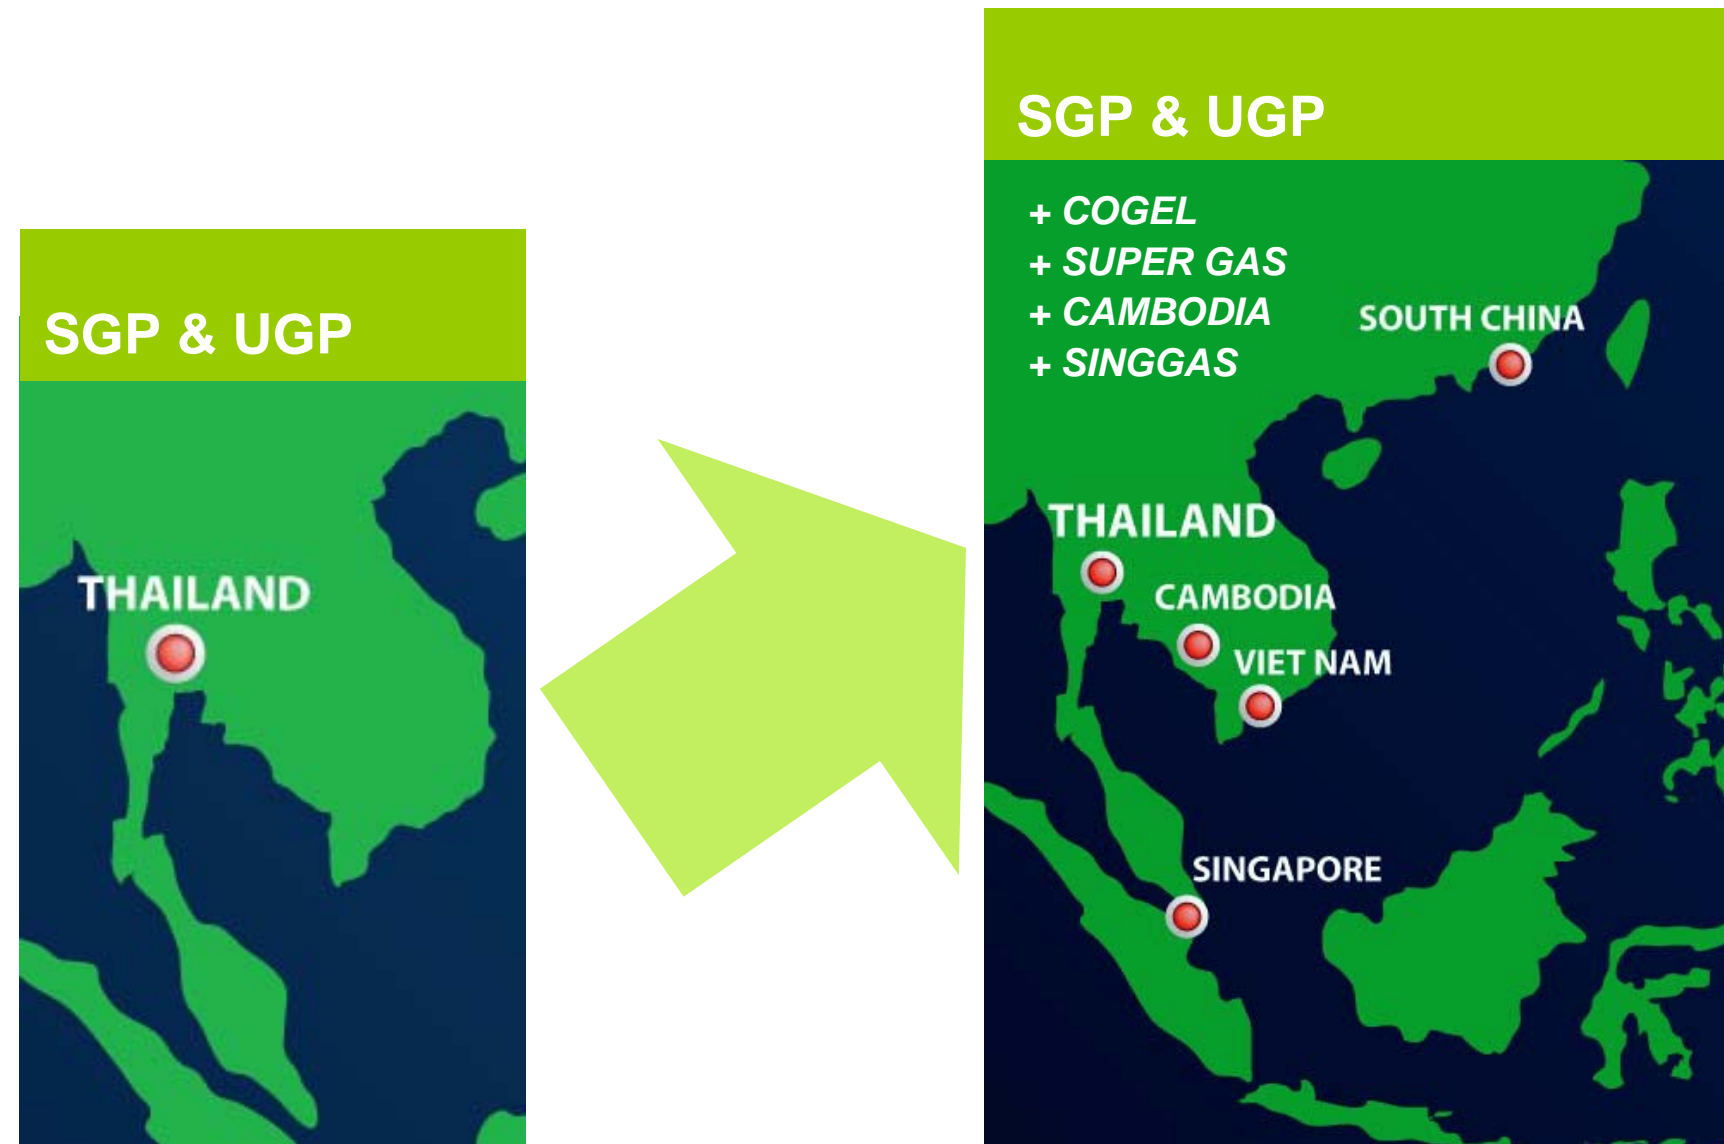 SGP & UGP
THAILAND
SGP & UGP
+ COGEL
+ SUPER GAS
+ CAMBODIA
+ SINGGAS
SOUTH CHINA
THAILAND
CAMBODIA
VIET NAM
SINGAPORE